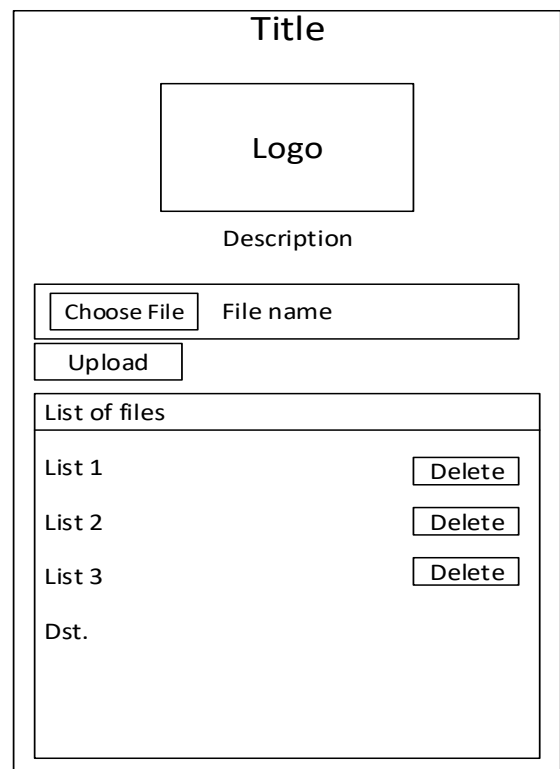 Title
Logo
Description
Choose File File name
Upload
List of files
List 1 Delete
List 2 Delete
List 3 Delete
Dst.